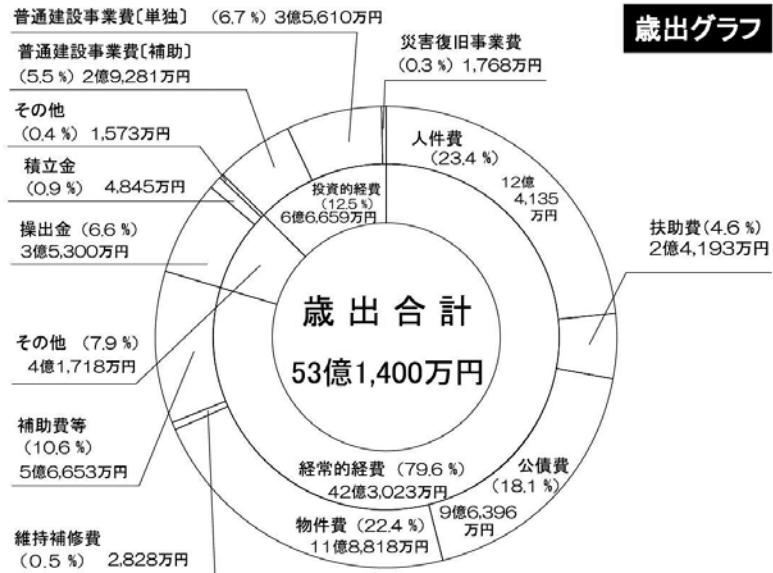 歳出グラフ
普通建設事業費〔単独〕 (6.7 %) 3億5,610万円
普通建設事業費〔補助〕
(5.5 %) 2億9,281万円
災害復旧事業費
(0.3 %) 1,768万円
その他
(0.4 %) 1,573万円
積立金
(0.9 %) 4,845万円
操出金 (6.6 %)
3億5,300万円
その他 (7.9 %)
4億1,718万円
補助費等
(10.6 %)
5億6,653万円
維持補修費
(0.5 %) 2,828万円
投資的経費
(12.5 %)
6億6,659万円
人件費
(23.4 %)
12億
4,135
万円
扶助費(4.6 %)
2億4,193万円
歳出合計
53億1,400万円
経常的経費 (79.6 %)
42億3,023万円
公債費
(18.1 %)
9億6,396
万円
物件費 (22.4 %)
11億8,818万円